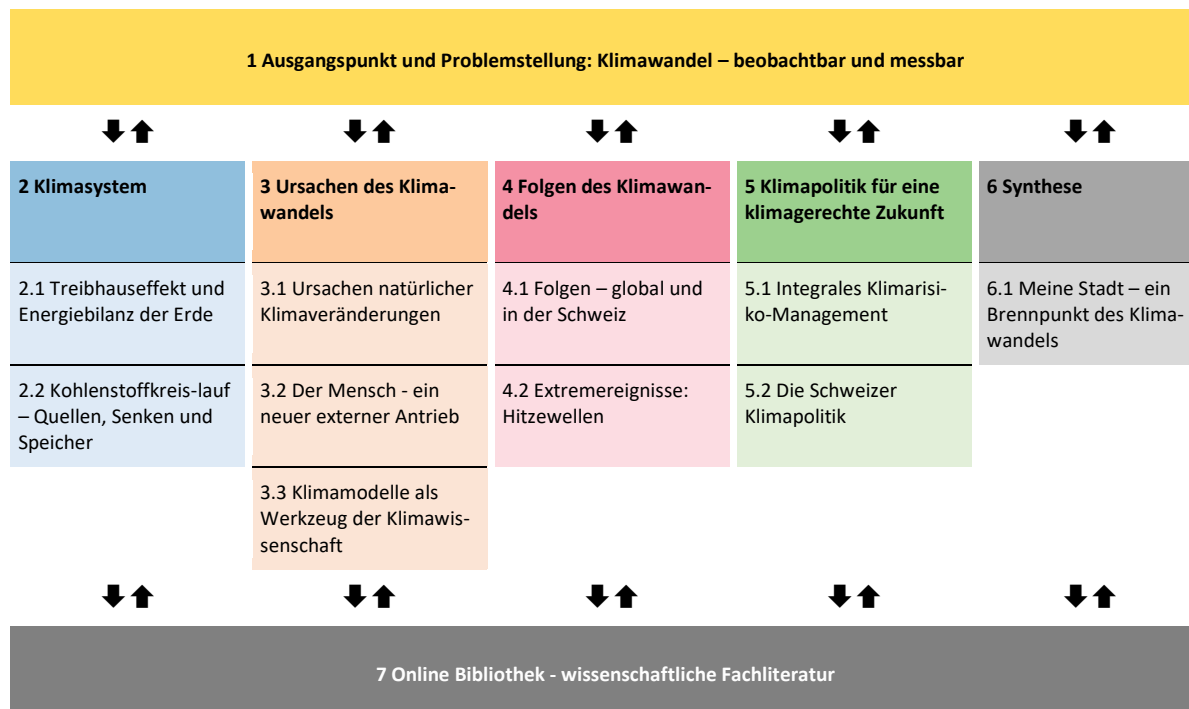 1 Ausgangspunkt und Problemstellung: Klimawandel – beobachtbar und messbar
2 Klimasystem
2.1 Treibhauseffekt und
Energiebilanz der Erde
2.2 Kohlenstoffkreis-lauf
– Quellen, Senken und
Speicher
3 Ursachen des Klima-
wandels
3.1 Ursachen natürlicher
Klimaveränderungen
3.2 Der Mensch - ein
neuer externer Antrieb
3.3 Klimamodelle als
Werkzeug der Klimawis-
senschaft
4 Folgen des Klimawan-
dels
4.1 Folgen – global und
in der Schweiz
4.2 Extremereignisse:
Hitzewellen
5 Klimapolitik für eine
klimagerechte Zukunft
5.1 Integrales Klimarisi-
ko-Management
5.2 Die Schweizer
Klimapolitik
6 Synthese
6.1 Meine Stadt – ein
Brennpunkt des Klima-
wandels
7 Online Bibliothek - wissenschaftliche Fachliteratur